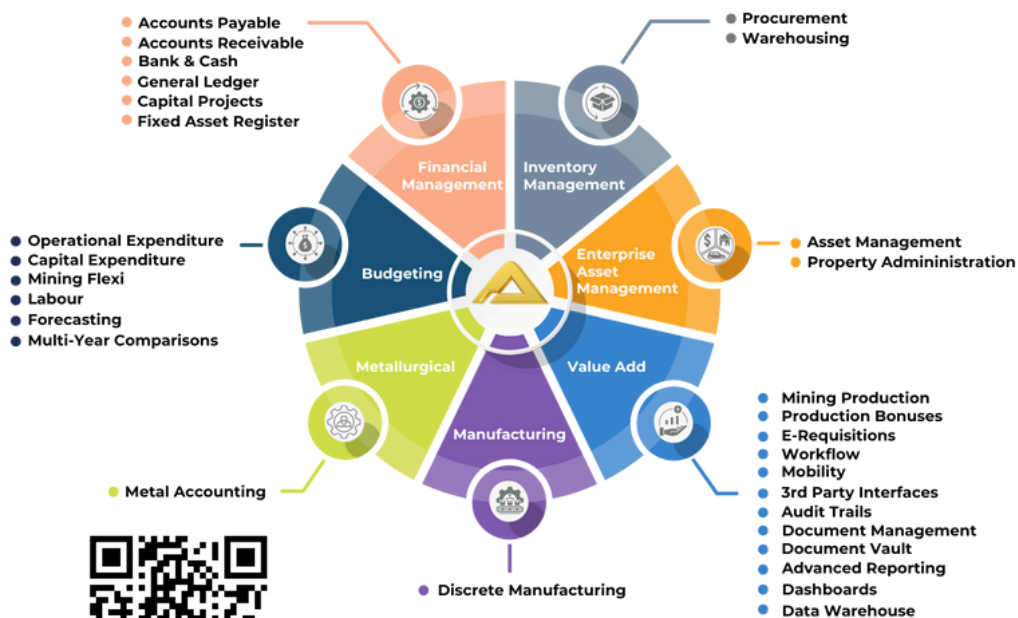 Accounts Payable
Accounts Receivable
Bank & Cash
General Ledger
Capital Projects
Fixed Asset Register
Procurement
Warehousing
Financial
Management
Inventory
Management
Operational Expenditure
Capital Expenditure
Mining Flexi
Labour
Forecasting
Multi-Year Comparisons
Budgeting
Enterprise
Asset
Management
Asset Management
Property Admininistration
Metallurgical
Value Add
Manufacturing
Metal Accounting
Discrete Manufacturing
Mining Production
Production Bonuses
E-Requisitions
Workflow
Mobility
3rd Party Interfaces
Audit Trails
Document Management
Document Vault
Advanced Reporting
Dashboards
Data Warehouse